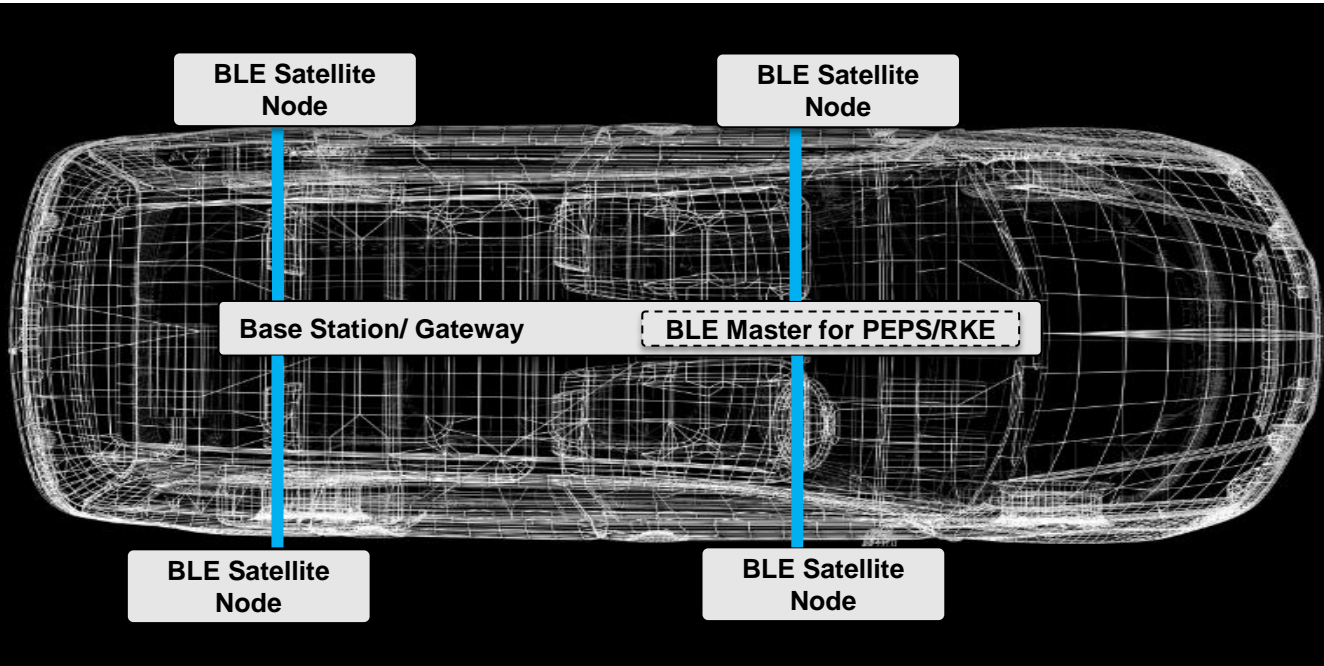 BLE Satellite
Node
BLE Satellite
Node
Base Station/ Gateway
BLE Master for PEPS/RKE
BLE Satellite
Node
BLE Satellite
Node